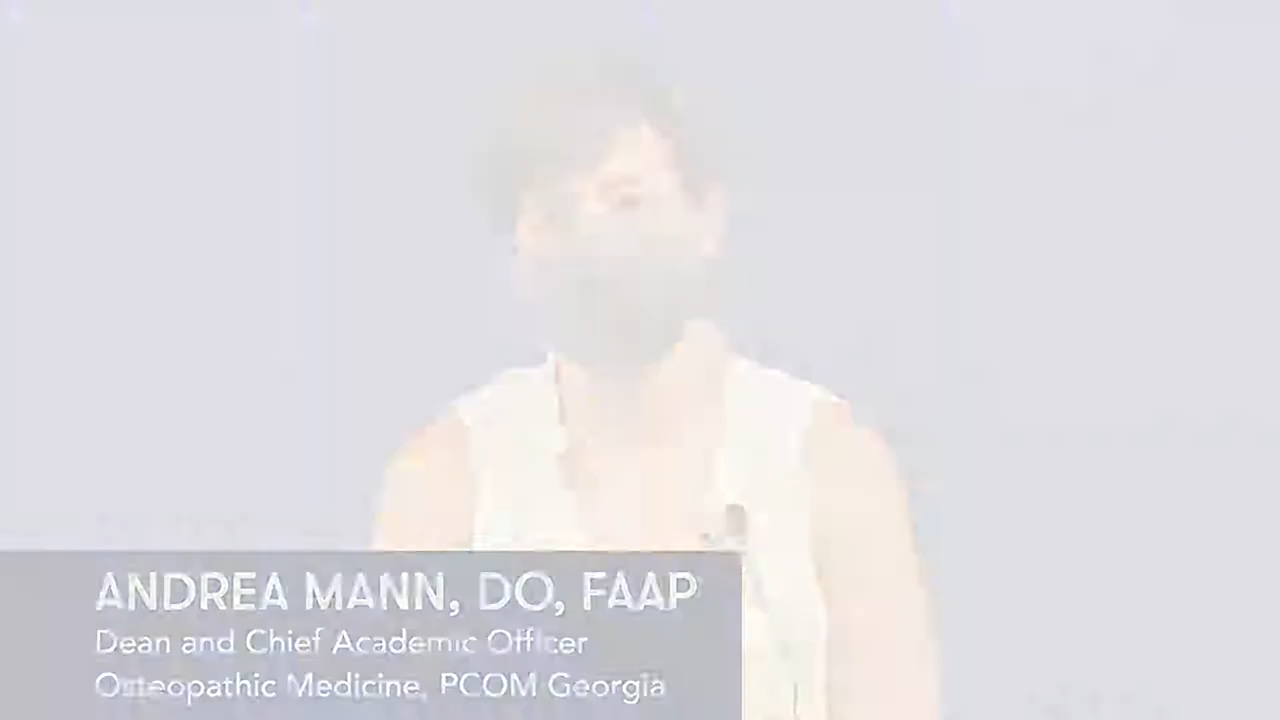 ANDREA MANN, DO, FAAP
Dean and Chief Academic Officer
Osteopathic Medicine, PCOM Georgia